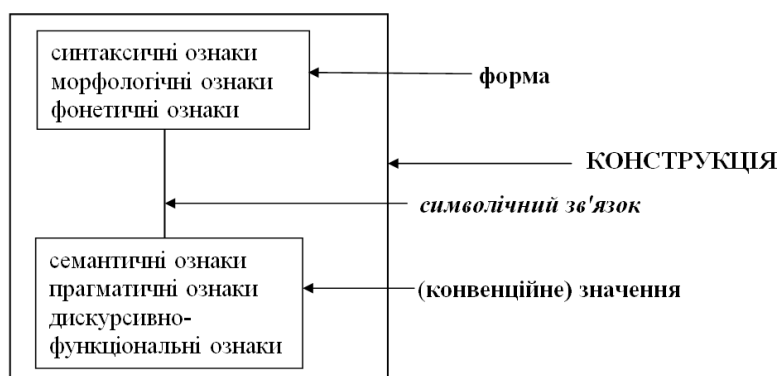 синтаксичні ознаки
морфологічні ознаки
фонетичні ознаки
форма
КОНСТРУКЦІЯ
символічний зв'язок
семантичні ознаки
прагматичні ознаки
дискурсивно-
функціональні ознаки
(конвенційне) значення